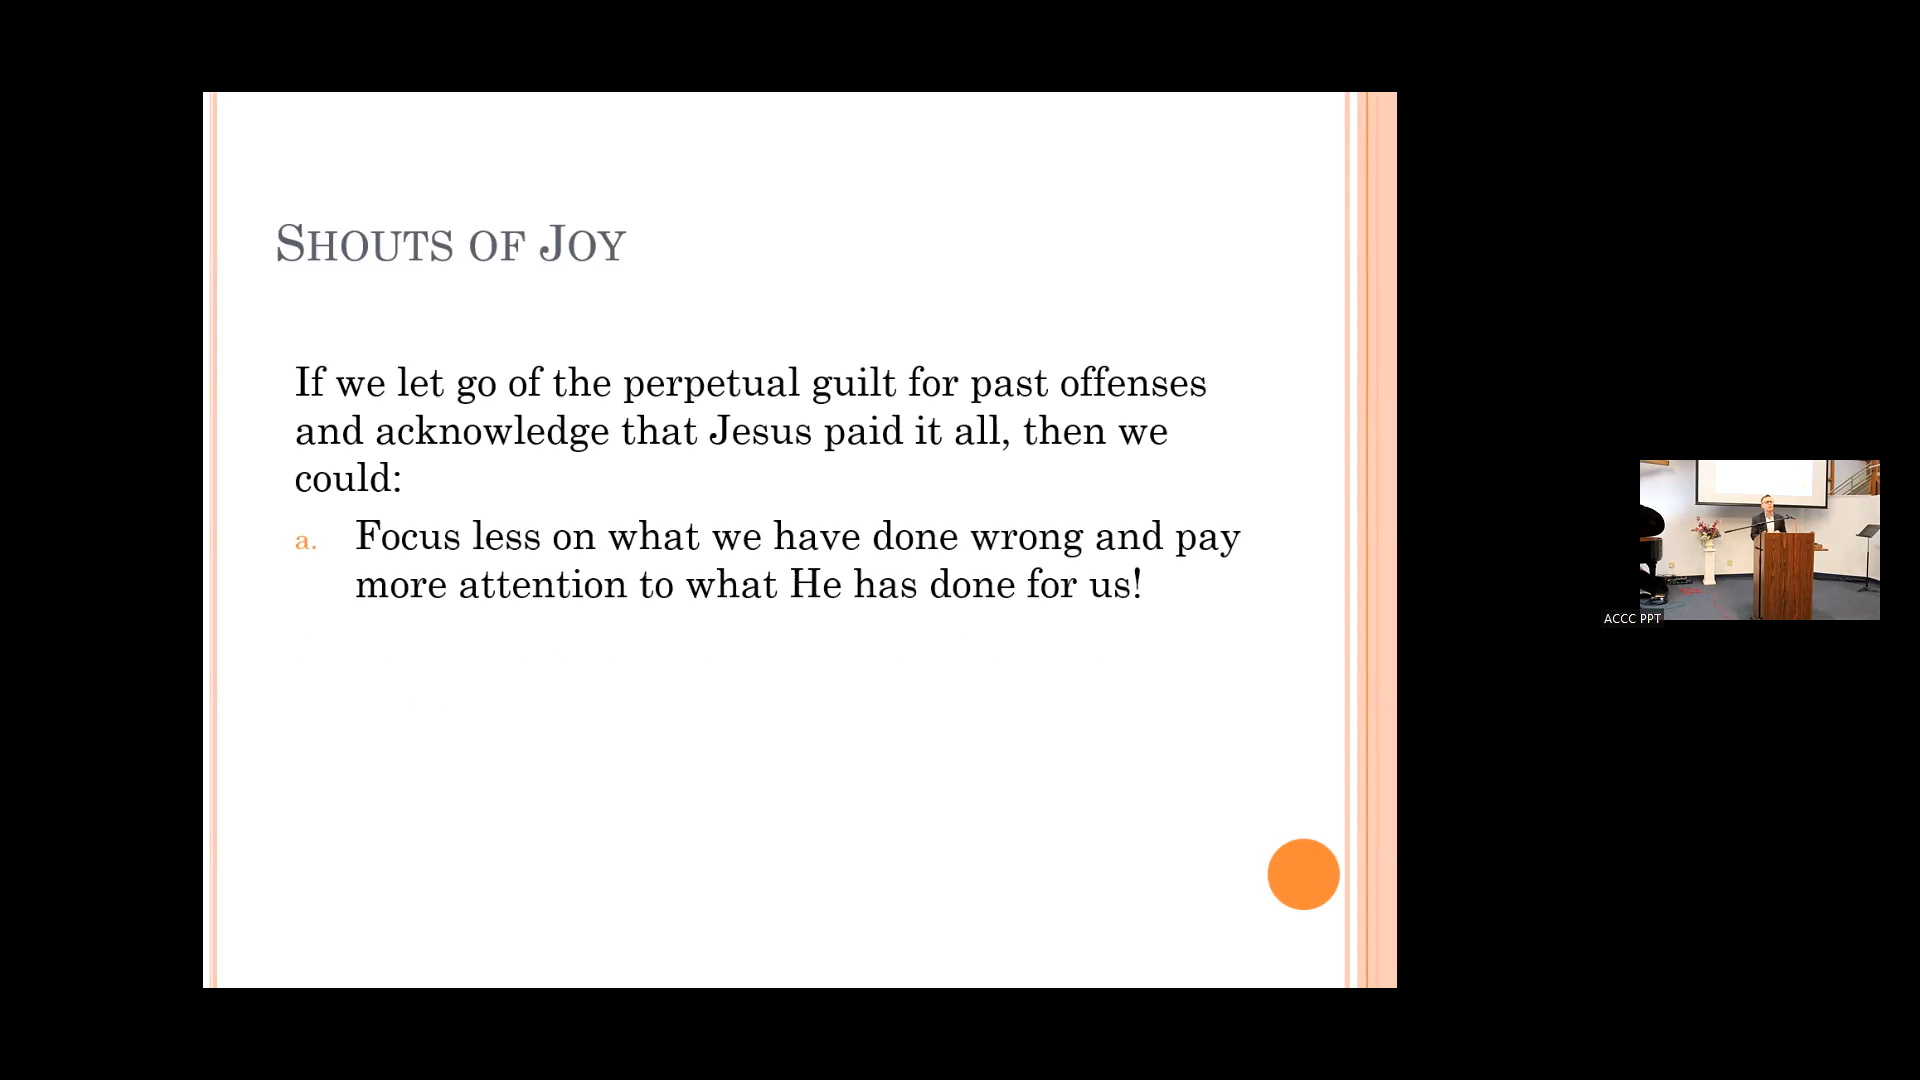 SHOUTS OF JOY
If we let go of the perpetual guilt for past offenses
and acknowledge that Jesus paid it all, then we
could:
a. Focus less on what we have done wrong and pay
more attention to what He has done for us!
ACCC PPT